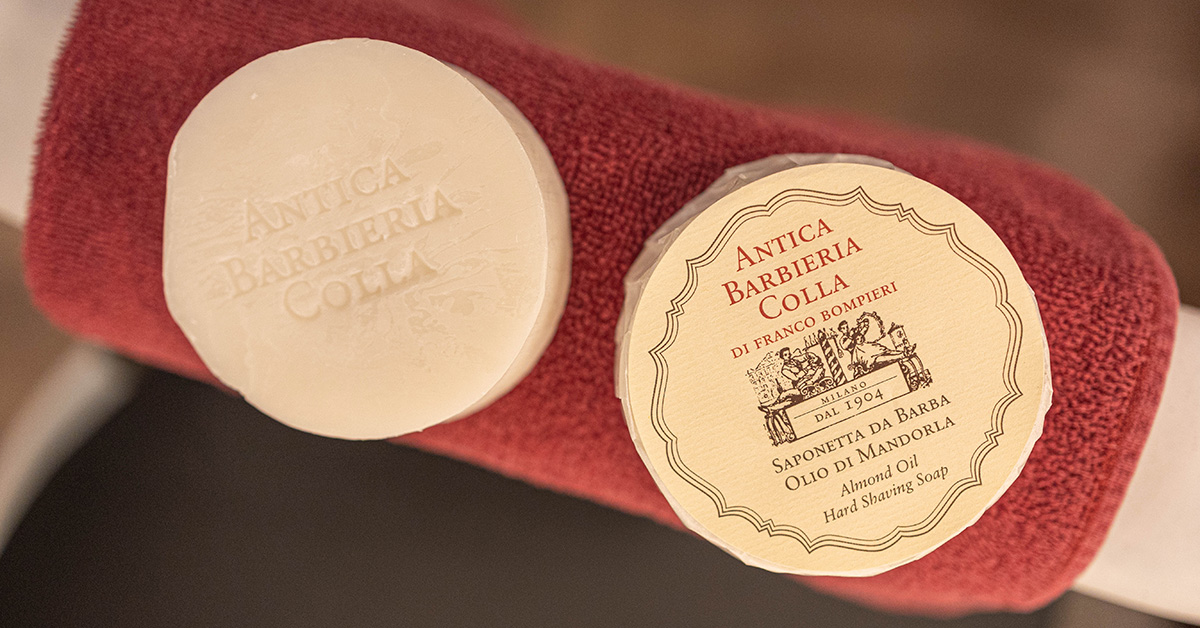 ANTICA
BARBIERIA
COLLA
ANTICA
BARBIERIA
COLLA
DI FRANCO BOMPIERI
MILANO
DAL 1904
SAPONETTA DA BARBA
OLIO DI MANDORLA
Almond Oil
Hard Shaving Soap